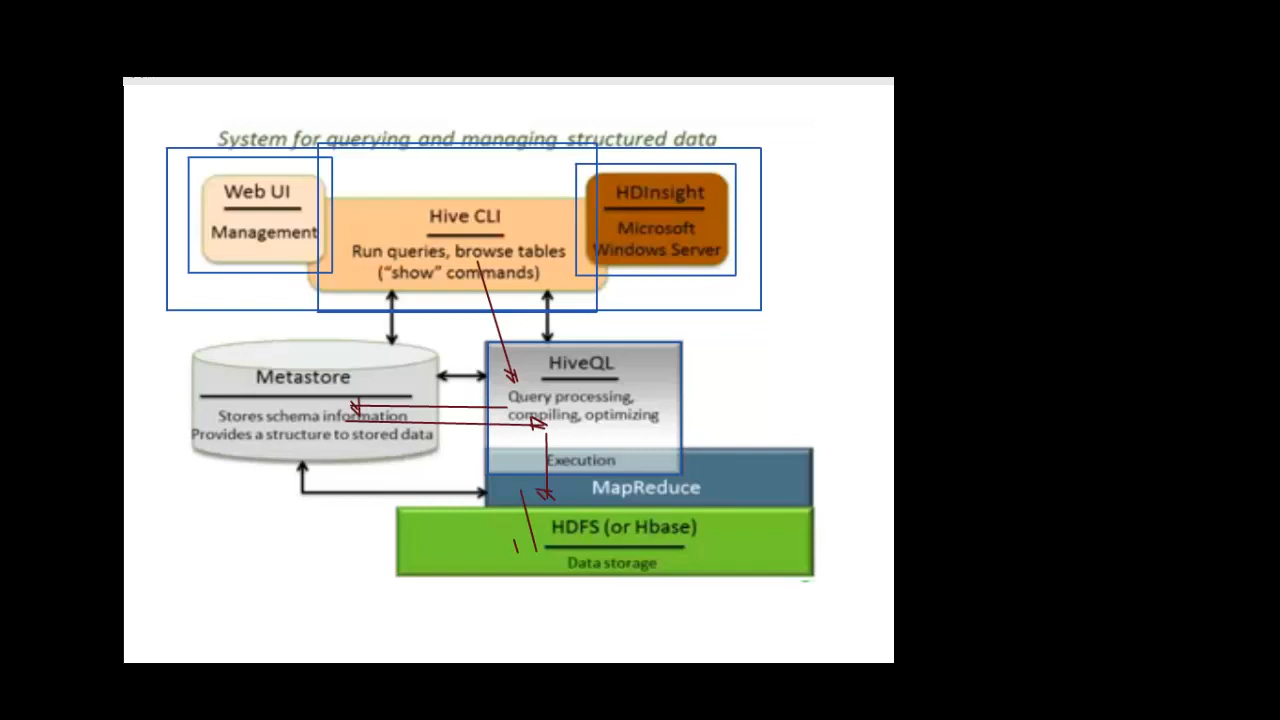 System for querying and managing structured data
Web UI
Management
Hive CLI
Run queries, browse tables
("show" commands)
HDInsight
Microsoft
Windows Server
Metastore
Stores schema information
Provides a structure to stored data
HiveQL
Query processing,
compiling, optimizing
Execution
MapReduce
HDFS (or Hbase)
Data storage